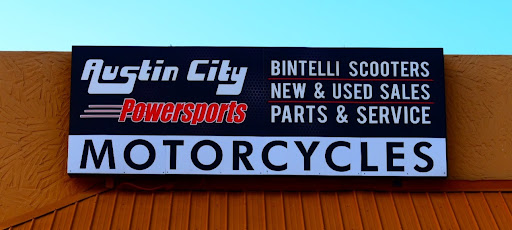 Austin City
Powersports
BINTELLI SCOOTERS
NEW & USED SALES
PARTS & SERVICE
MOTORCYCLES